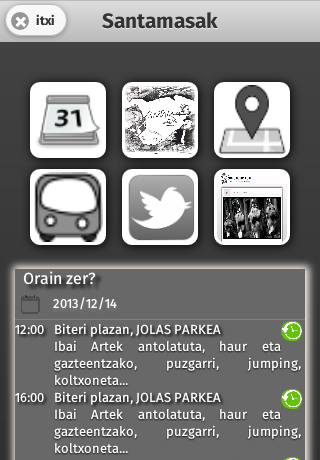 itxi
Santamasak
31
Orain zer?
2013/12/14
12:00 Biteri plazan, JOLAS PARKEA
Ibai Artek antolatuta, haur eta
gazteentzako, puzgarri, jumping,
koltxoneta...
16:00 Biteri plazan, JOLAS PARKEA
Ibai Artek antolatuta, haur eta
gazteentzako, puzgarri, jumping,
koltxoneta...